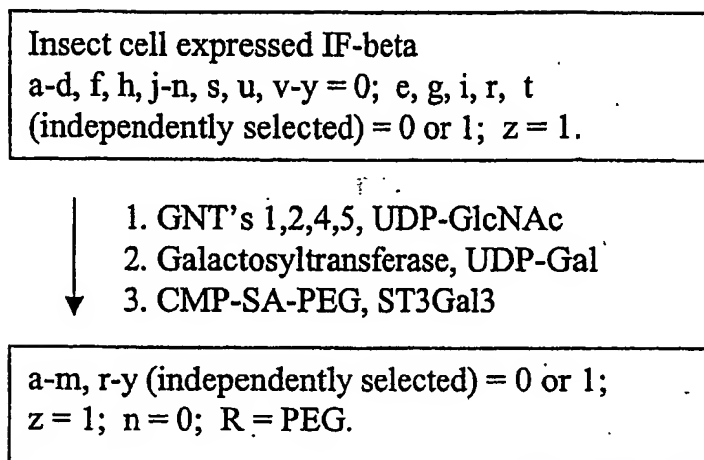 Insect cell expressed IF-beta
a-d, f, h, j-n, s, u, v-y = 0; e, g, i, r, t
(independently selected) = 0 or 1; z = 1.
1. GNT's 1,2,4,5, UDP-GlcNAc
2. Galactosyltransferase, UDP-Gal
3. CMP-SA-PEG, ST3Gal3
a-m, r-y (independently selected) = 0 or 1;
z = 1; n = 0; R = PEG.